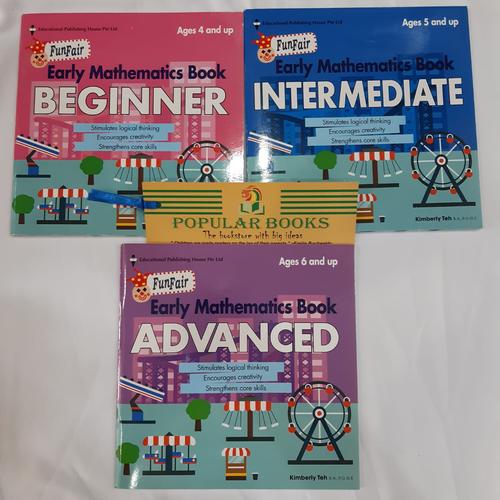 Educational Publishing House Pte Ltd
Ages 4 and up
FunFair
Early Mathematics Book
BEGINNER
Stimulates logical thinking
Encourages creativity
Strengthens core skills
Educational Publishing House Pte Ltd
Ages 5 and up
FunFair
Early Mathematics Book
INTERMEDIATE
Stimulates logical thinking
Encourages creativity
Strengthens core skills
Kimberly Teh B.A., P.G.D.E.
POPULAR BOOKS
The bookstore with big ideas
Educational Publishing House Pte Ltd
Ages 6 and up
FunFair
Early Mathematics Book
ADVANCED
Stimulates logical thinking
Encourages creativity
Strengthens core skills
Kimberly Teh B.A., P.G.D.E.